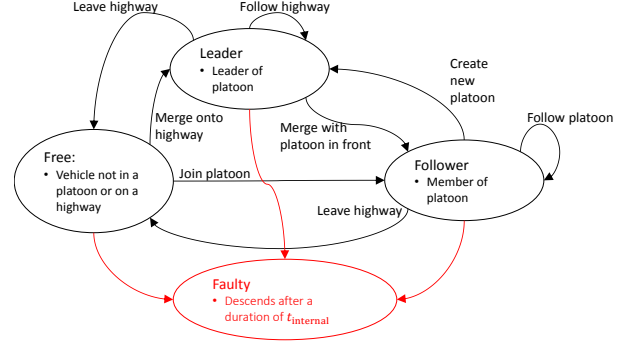 Leave highway
Follow highway
Leader
• Leader of
platoon
Create
new
platoon
Merge onto
highway
Merge with
platoon in front
Follow platoon
Free:
• Vehicle not in a
platoon or on a
highway
Join platoon
Follower
• Member of
platoon
Leave highway
Faulty
• Descends after a
duration of t_internal